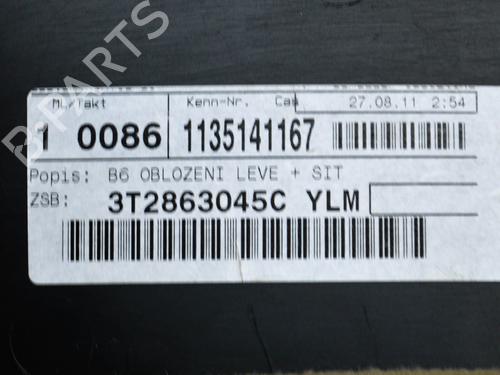 ML/Takt Kenn-Nr. Cas 27.08.11 2:54
1 0086 1135141167
Popis: B6 OBLOZENI LEVE + SIT
ZSB: 3T2863045C YLM
B-PARTS